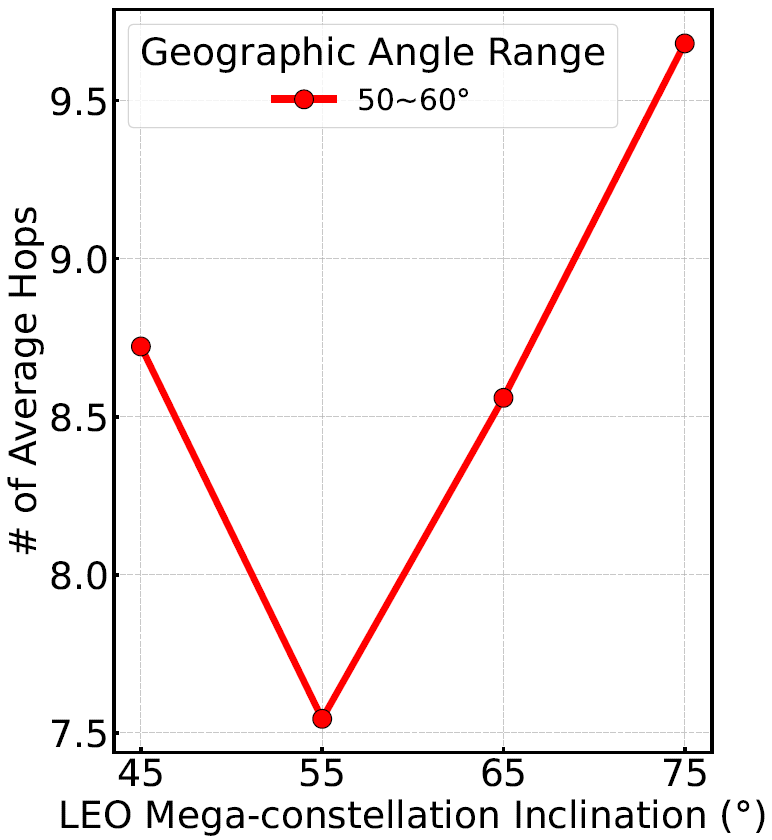 Geographic Angle Range
50~60°
9.5
9.0
8.5
8.0
7.5
# of Average Hops
45 55 65 75
LEO Mega-constellation Inclination (°)